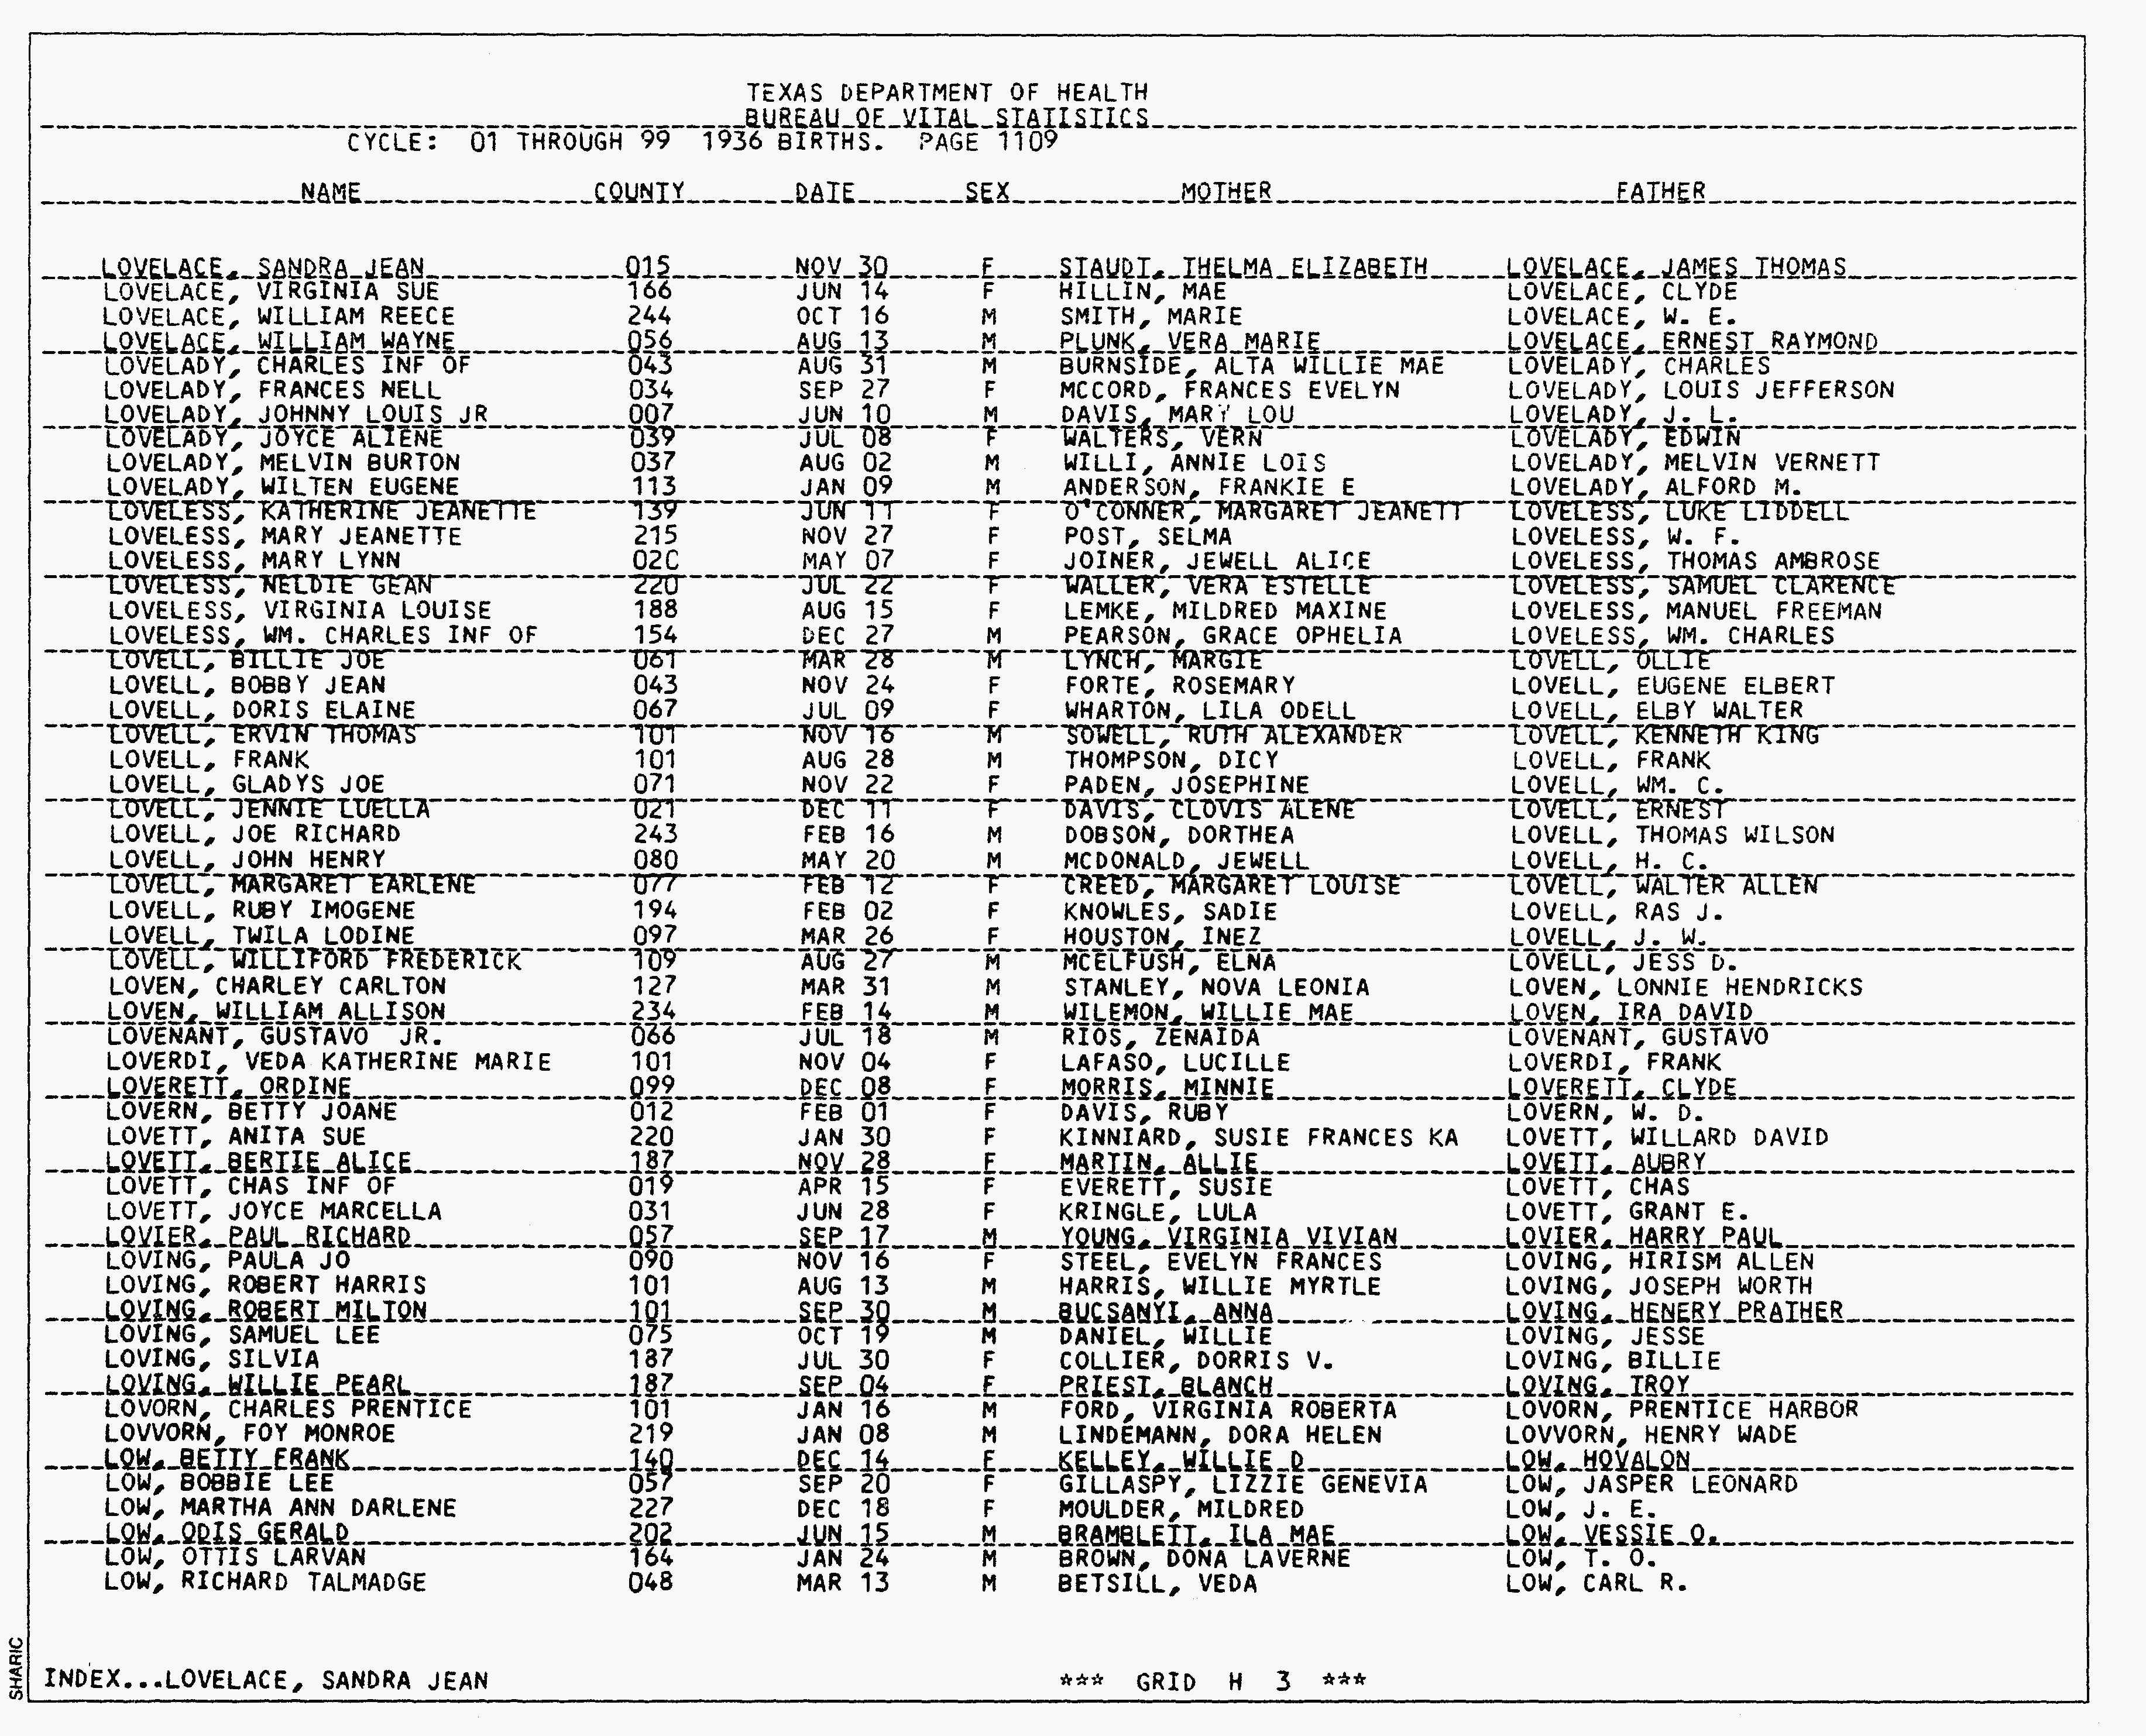 TEXAS DEPARTMENT OF HEALTH
BUREAU OF VITAL STATISTICS
CYCLE: 01 THROUGH 99 1936 BIRTHS. PAGE 1109
NAME COUNTY DATE SEX MOTHER FATHER
LOVELACE, SANDRA JEAN 015 NOV 30 F STAUDT, THELMA ELIZABETH LOVELACE, JAMES THOMAS
LOVELACE, VIRGINIA SUE 166 JUN 14 F HILLIN, MAE LOVELACE, CLYDE
LOVELACE, WILLIAM REECE 244 OCT 16 M SMITH, MARIE LOVELACE, W. E.
LOVELACE, WILLIAM WAYNE 056 AUG 13 M PLUNK, VERA MARIE LOVELACE, ERNEST RAYMOND
LOVELADY, CHARLES INF OF 043 AUG 31 M BURNSIDE, ALTA WILLIE MAE LOVELADY, CHARLES
LOVELADY, FRANCES NELL 034 SEP 27 F MCCORD, FRANCES EVELYN LOVELADY, LOUIS JEFFERSON
LOVELADY, JOHNNY LOUIS JR 007 JUN 10 M DAVIS, MARY LOU LOVELADY, J. L.
LOVELADY, JOYCE ALIENE 039 JUL 08 F WALTERS, VERN LOVELADY, EDWIN
LOVELADY, MELVIN BURTON 037 AUG 02 M WILLI, ANNIE LOIS LOVELADY, MELVIN VERNETT
LOVELADY, WILTEN EUGENE 113 JAN 09 M ANDERSON, FRANKIE E LOVELADY, ALFORD M.
LOVELESS, KATHERINE JEANETTE 139 JUN 11 F O'CONNER, MARGARET JEANETT LOVELESS, LUKE LIDDELL
LOVELESS, MARY JEANETTE 215 NOV 27 F POST, SELMA LOVELESS, W. F.
LOVELESS, MARY LYNN 02C MAY 07 F JOINER, JEWELL ALICE LOVELESS, THOMAS AMBROSE
LOVELESS, NELDIE GEAN 220 JUL 22 F WALLER, VERA ESTELLE LOVELESS, SAMUEL CLARENCE
LOVELESS, VIRGINIA LOUISE 188 AUG 15 F LEMKE, MILDRED MAXINE LOVELESS, MANUEL FREEMAN
LOVELESS, WM. CHARLES INF OF 154 DEC 27 M PEARSON, GRACE OPHELIA LOVELESS, WM. CHARLES
LOVELL, BILLIE JOE 061 MAR 28 M LYNCH, MARGIE LOVELL, OLLIE
LOVELL, BOBBY JEAN 043 NOV 24 F FORTE, ROSEMARY LOVELL, EUGENE ELBERT
LOVELL, DORIS ELAINE 067 JUL 09 F WHARTON, LILA ODELL LOVELL, ELBY WALTER
LOVELL, ERVIN THOMAS 101 NOV 16 M SOWELL, RUTH ALEXANDER LOVELL, KENNETH KING
LOVELL, FRANK 101 AUG 28 M THOMPSON, DICY LOVELL, FRANK
LOVELL, GLADYS JOE 071 NOV 22 F PADEN, JOSEPHINE LOVELL, WM. C.
LOVELL, JENNIE LUELLA 021 DEC 11 F DAVIS, CLOVIS ALENE LOVELL, ERNEST
LOVELL, JOE RICHARD 243 FEB 16 M DOBSON, DORTHEA LOVELL, THOMAS WILSON
LOVELL, JOHN HENRY 080 MAY 20 M MCDONALD, JEWELL LOVELL, H. C.
LOVELL, MARGARET EARLENE 077 FEB 12 F CREED, MARGARET LOUISE LOVELL, WALTER ALLEN
LOVELL, RUBY IMOGENE 194 FEB 02 F KNOWLES, SADIE LOVELL, RAS J.
LOVELL, TWILA LODINE 097 MAR 26 F HOUSTON, INEZ LOVELL, J. W.
LOVELL, WILLIFORD FREDERICK 109 AUG 27 M MCELFUSH, ELNA LOVELL, JESS D.
LOVEN, CHARLEY CARLTON 127 MAR 31 M STANLEY, NOVA LEONIA LOVEN, LONNIE HENDRICKS
LOVEN, WILLIAM ALLISON 234 FEB 14 M WILEMON, WILLIE MAE LOVEN, IRA DAVID
LOVENANT, GUSTAVO JR. 066 JUL 18 M RIOS, ZENAIDA LOVENANT, GUSTAVO
LOVERDI, VEDA KATHERINE MARIE 101 NOV 04 F LAFASO, LUCILLE LOVERDI, FRANK
LOVERETT, ORDINE 099 DEC 08 F MORRIS, MINNIE LOVERETT, CLYDE
LOVERN, BETTY JOANE 012 FEB 01 F DAVIS, RUBY LOVERN, W. D.
LOVETT, ANITA SUE 220 JAN 30 F KINNIARD, SUSIE FRANCES KA LOVETT, WILLARD DAVID
LOVETT, BERTIE ALICE 187 NOV 28 F MARTIN, ALLIE LOVETT, AUBRY
LOVETT, CHAS INF OF 019 APR 15 F EVERETT, SUSIE LOVETT, CHAS
LOVETT, JOYCE MARCELLA 031 JUN 28 F KRINGLE, LULA LOVETT, GRANT E.
LOVIER, PAUL RICHARD 057 SEP 17 M YOUNG, VIRGINIA VIVIAN LOVIER, HARRY PAUL
LOVING, PAULA JO 090 NOV 16 F STEEL, EVELYN FRANCES LOVING, HIRISM ALLEN
LOVING, ROBERT HARRIS 101 AUG 13 M HARRIS, WILLIE MYRTLE LOVING, JOSEPH WORTH
LOVING, ROBERT MILTON 101 SEP 30 M BUCSANYI, ANNA LOVING, HENERY PRATHER
LOVING, SAMUEL LEE 075 OCT 19 M DANIEL, WILLIE LOVING, JESSE
LOVING, SILVIA 187 JUL 30 F COLLIER, DORRIS V. LOVING, BILLIE
LOVING, WILLIE PEARL 187 SEP 04 F PRIEST, BLANCH LOVING, TROY
LOVORN, CHARLES PRENTICE 101 JAN 16 M FORD, VIRGINIA ROBERTA LOVORN, PRENTICE HARBOR
LOVVORN, FOY MONROE 219 JAN 08 M LINDEMANN, DORA HELEN LOVVORN, HENRY WADE
LOW, BETTY FRANK 140 DEC 14 F KELLEY, WILLIE D LOW, HOVALON
LOW, BOBBIE LEE 057 SEP 20 F GILLASPY, LIZZIE GENEVIA LOW, JASPER LEONARD
LOW, MARTHA ANN DARLENE 227 DEC 18 F MOULDER, MILDRED LOW, J. E.
LOW, ODIS GERALD 202 JUN 15 M BRAMBLETT, ILA MAE LOW, VESSIE O.
LOW, OTTIS LARVAN 164 JAN 24 M BROWN, DONA LAVERNE LOW, T. O.
LOW, RICHARD TALMADGE 048 MAR 13 M BETSILL, VEDA LOW, CARL R.
SHARIC
INDEX...LOVELACE, SANDRA JEAN *** GRID H 3 ***